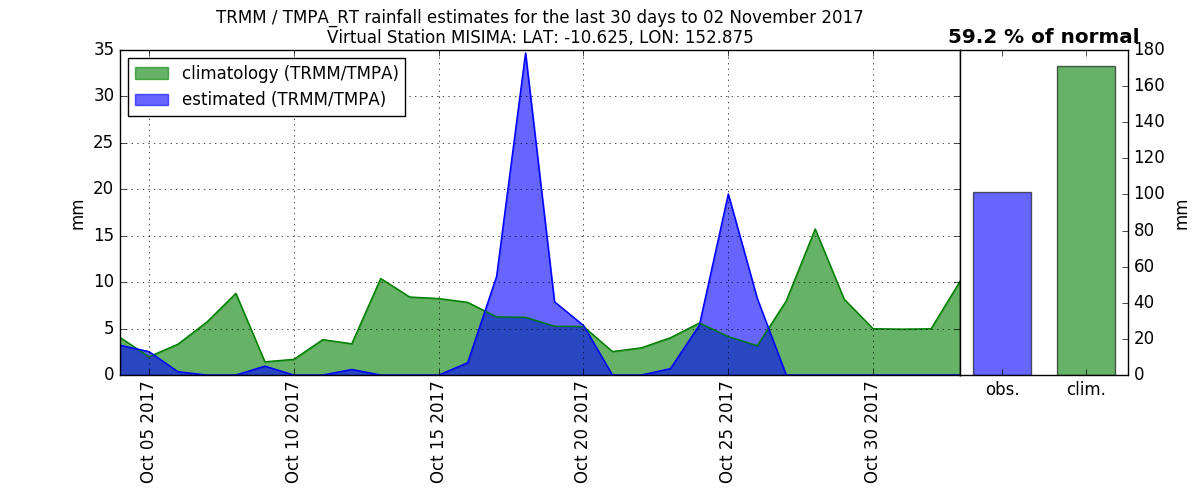 TRMM / TMPA_RT rainfall estimates for the last 30 days to 02 November 2017
Virtual Station MISIMA: LAT: -10.625, LON: 152.875
59.2 % of normal
climatology (TRMM/TMPA)
estimated (TRMM/TMPA)
35
30
25
20
15
10
5
0
mm
Oct 05 2017
Oct 10 2017
Oct 15 2017
Oct 20 2017
Oct 25 2017
Oct 30 2017
obs.
clim.
180
160
140
120
100
80
60
40
20
0
mm